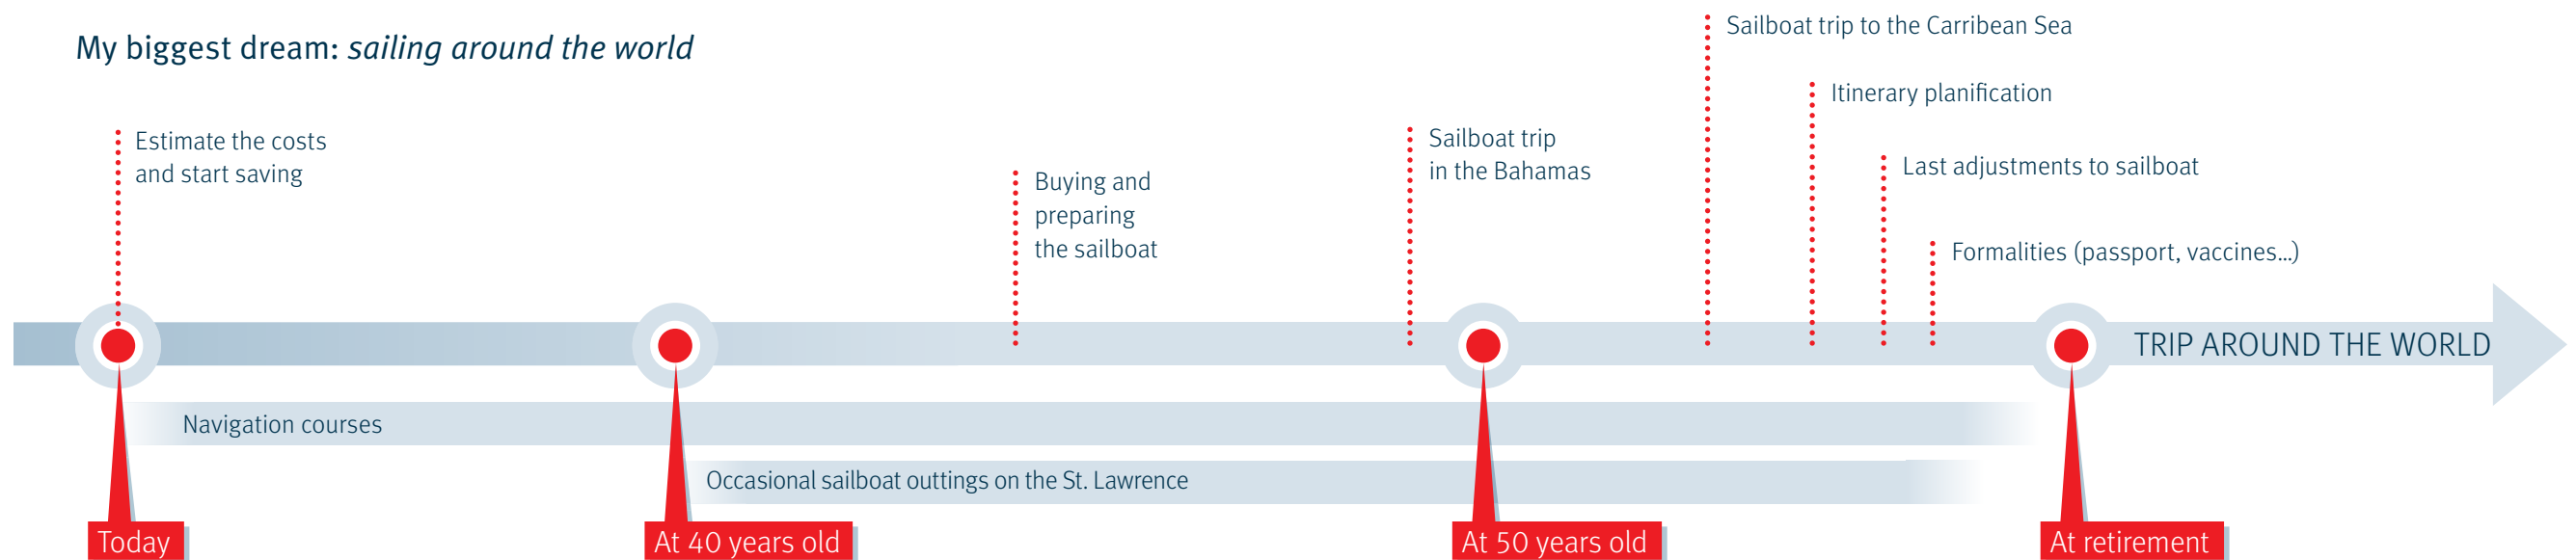 My biggest dream: sailing around the world
Estimate the costs
and start saving
Buying and
preparing
the sailboat
Sailboat trip
in the Bahamas
Sailboat trip to the Carribean Sea
Itinerary planification
Last adjustments to sailboat
Formalities (passport, vaccines...)
TRIP AROUND THE WORLD
Navigation courses
Occasional sailboat outtings on the St. Lawrence
Today
At 40 years old
At 50 years old
At retirement